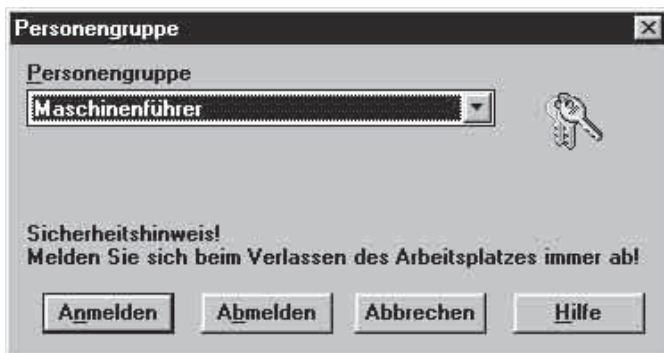 Personengruppe
Personengruppe
Maschinenführer
Sicherheitshinweis!
Melden Sie sich beim Verlassen des Arbeitsplatzes immer ab!
Anmelden Abmelden Abbrechen Hilfe